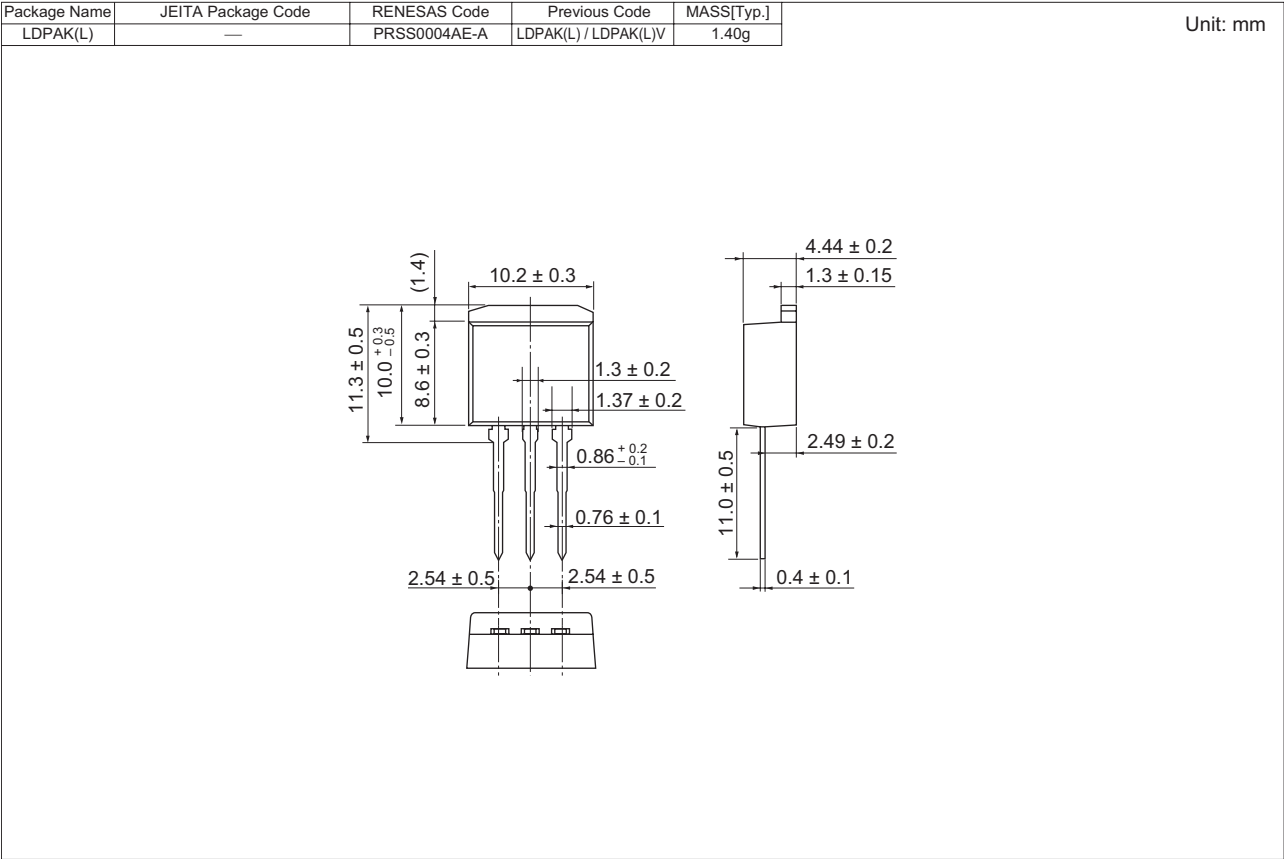 Package Name JEITA Package Code RENESAS Code Previous Code MASS[Typ.]
LDPAK(L) — PRSS0004AE-A LDPAK(L) / LDPAK(L)V 1.40g
Unit: mm
4.44 ± 0.2
(1.4)
10.2 ± 0.3
1.3 ± 0.15
11.3 ± 0.5
10.0 + 0.3 – 0.5
8.6 ± 0.3
1.3 ± 0.2
1.37 ± 0.2
2.49 ± 0.2
0.86 + 0.2 – 0.1
11.0 ± 0.5
0.76 ± 0.1
2.54 ± 0.5
2.54 ± 0.5
0.4 ± 0.1